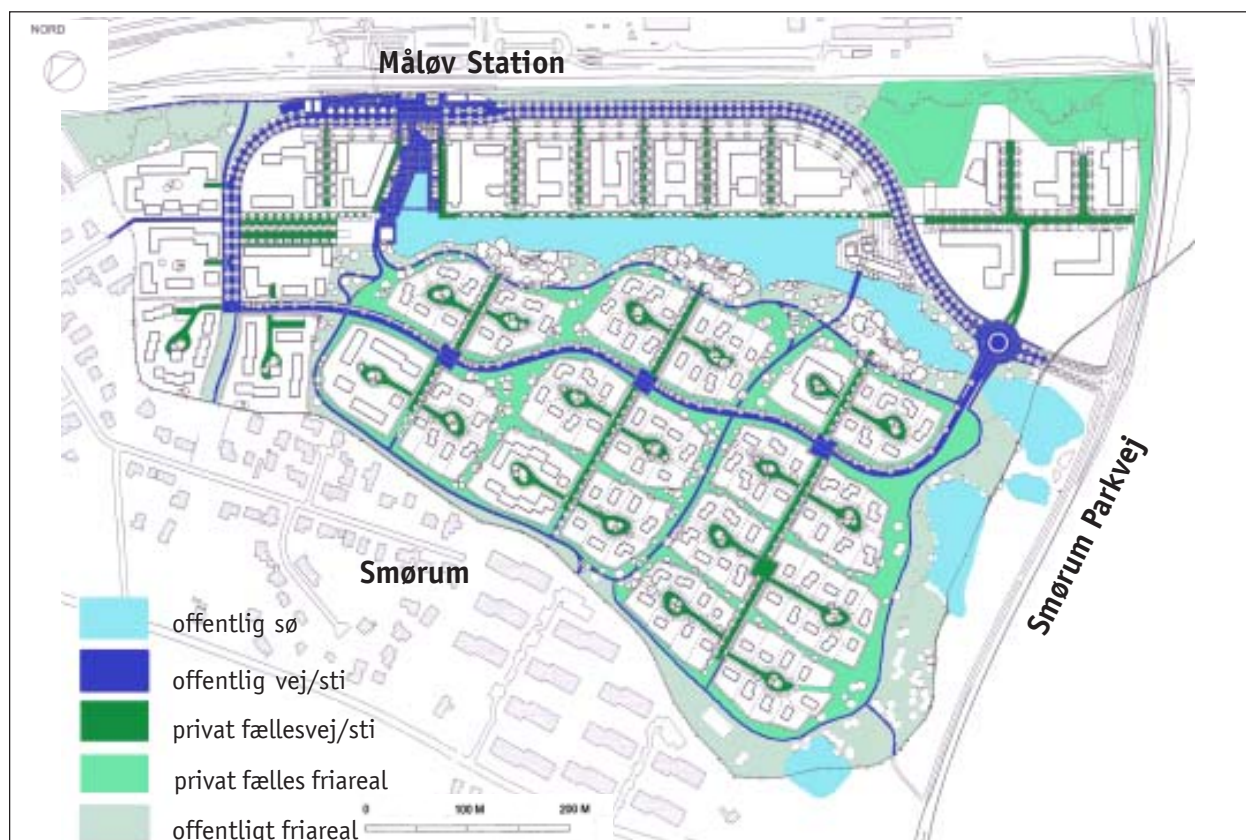 NORD
Måløv Station
Smørum Parkvej
Smørum
offentlig sø
offentlig vej/sti
privat fællesvej/sti
privat fælles friareal
offentligt friareal
0 100 M 200 M